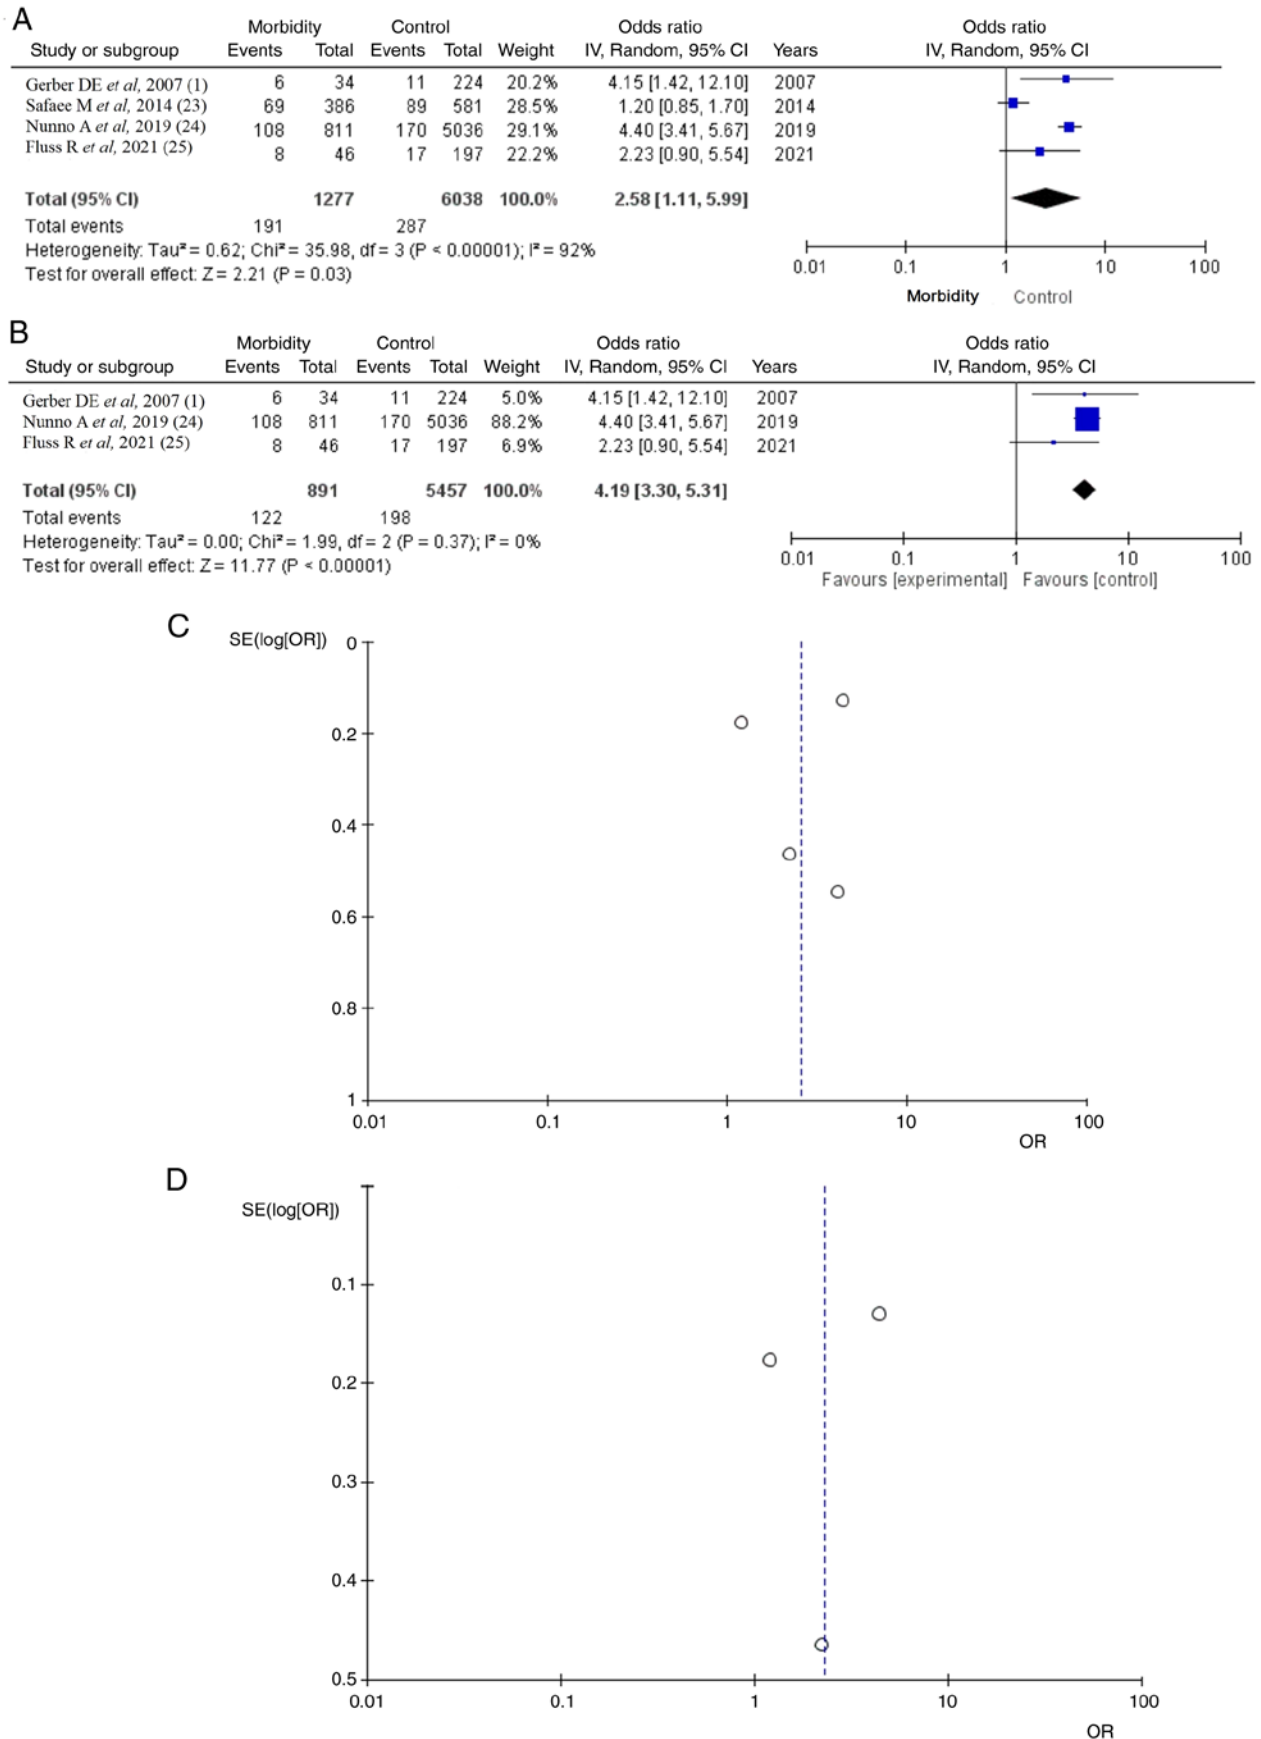 A
Morbidity Control Odds ratio Odds ratio
Study or subgroup Events Total Events Total Weight IV, Random, 95% CI Years IV, Random, 95% CI
Gerber DE et al, 2007 (1) 6 34 11 224 20.2% 4.15 [1.42, 12.10] 2007
Safaee M et al, 2014 (23) 69 386 89 581 28.5% 1.20 [0.85, 1.70] 2014
Nunno A et al, 2019 (24) 108 811 170 5036 29.1% 4.40 [3.41, 5.67] 2019
Fluss R et al, 2021 (25) 8 46 17 197 22.2% 2.23 [0.90, 5.54] 2021
Total (95% CI) 1277 6038 100.0% 2.58 [1.11, 5.99]
Total events 191 287
Heterogeneity: Tau² = 0.62; Chi² = 35.98, df = 3 (P < 0.00001); I² = 92%
Test for overall effect: Z = 2.21 (P = 0.03)
0.01 0.1 1 10 100
Morbidity Control
B
Morbidity Control Odds ratio Odds ratio
Study or subgroup Events Total Events Total Weight IV, Random, 95% CI Years IV, Random, 95% CI
Gerber DE et al, 2007 (1) 6 34 11 224 5.0% 4.15 [1.42, 12.10] 2007
Nunno A et al, 2019 (24) 108 811 170 5036 88.2% 4.40 [3.41, 5.67] 2019
Fluss R et al, 2021 (25) 8 46 17 197 6.9% 2.23 [0.90, 5.54] 2021
Total (95% CI) 891 5457 100.0% 4.19 [3.30, 5.31]
Total events 122 198
Heterogeneity: Tau² = 0.00; Chi² = 1.99, df = 2 (P = 0.37); I² = 0%
Test for overall effect: Z = 11.77 (P < 0.00001)
0.01 0.1 1 10 100
Favours [experimental] Favours [control]
C
SE(log[OR])
0
0.2
0.4
0.6
0.8
1
0.01 0.1 1 10 100
OR
D
SE(log[OR])
0.1
0.2
0.3
0.4
0.5
0.01 0.1 1 10 100
OR